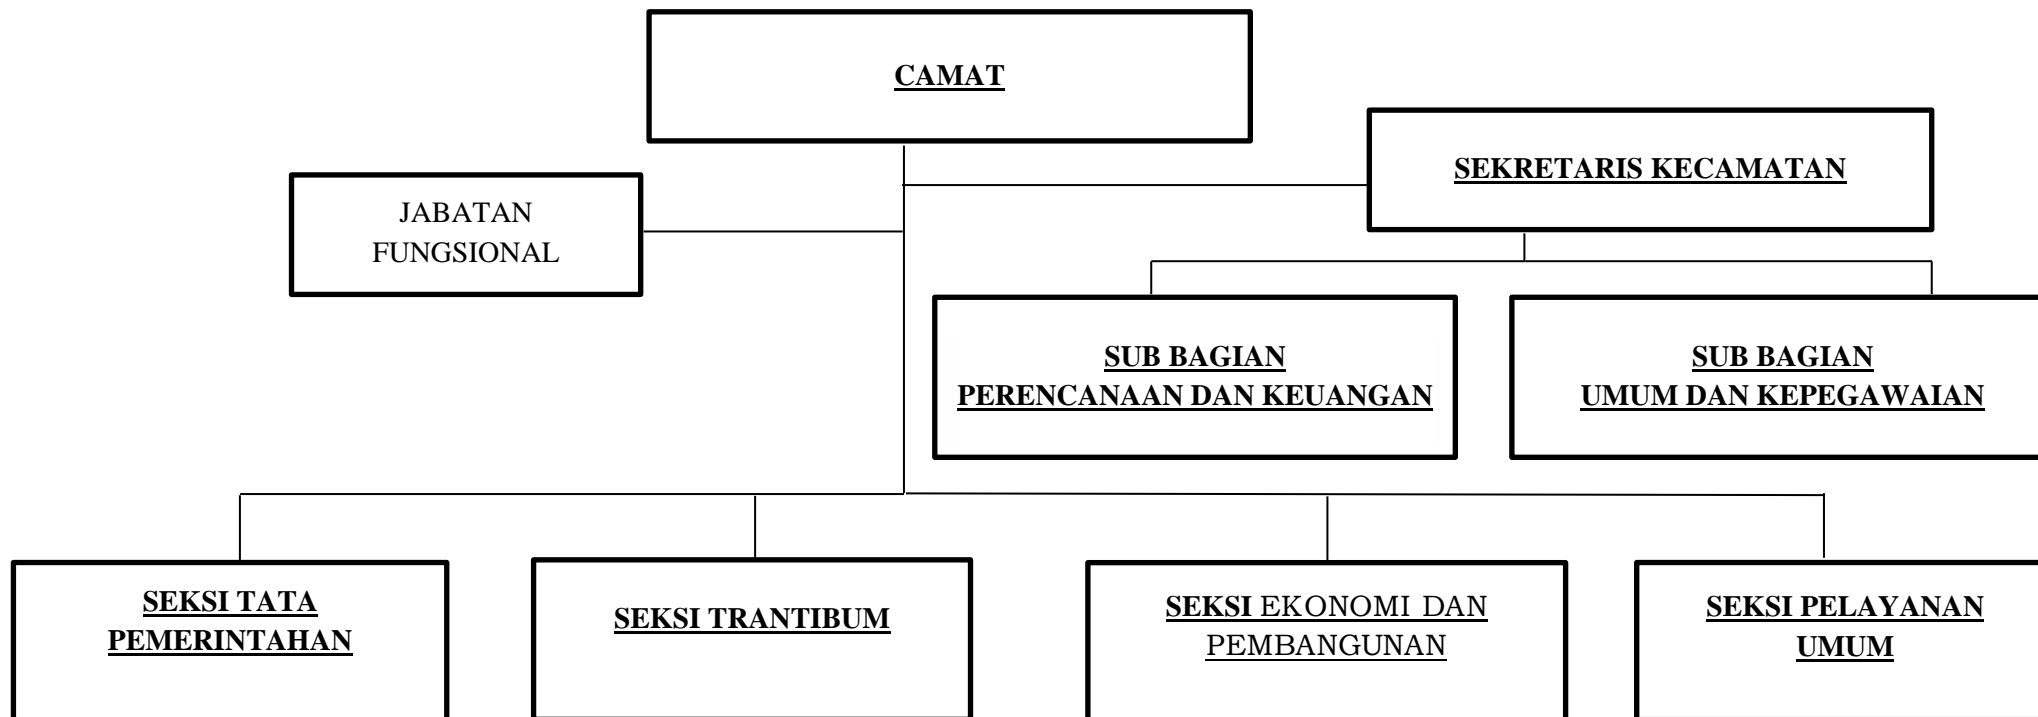 CAMAT
SEKRETARIS KECAMATAN
JABATAN
FUNGSIONAL
SUB BAGIAN
PERENCANAAN DAN KEUANGAN
SUB BAGIAN
UMUM DAN KEPEGAWAIAN
SEKSI TATA
PEMERINTAHAN
SEKSI TRANTIBUM
SEKSI EKONOMI DAN
PEMBANGUNAN
SEKSI PELAYANAN
UMUM